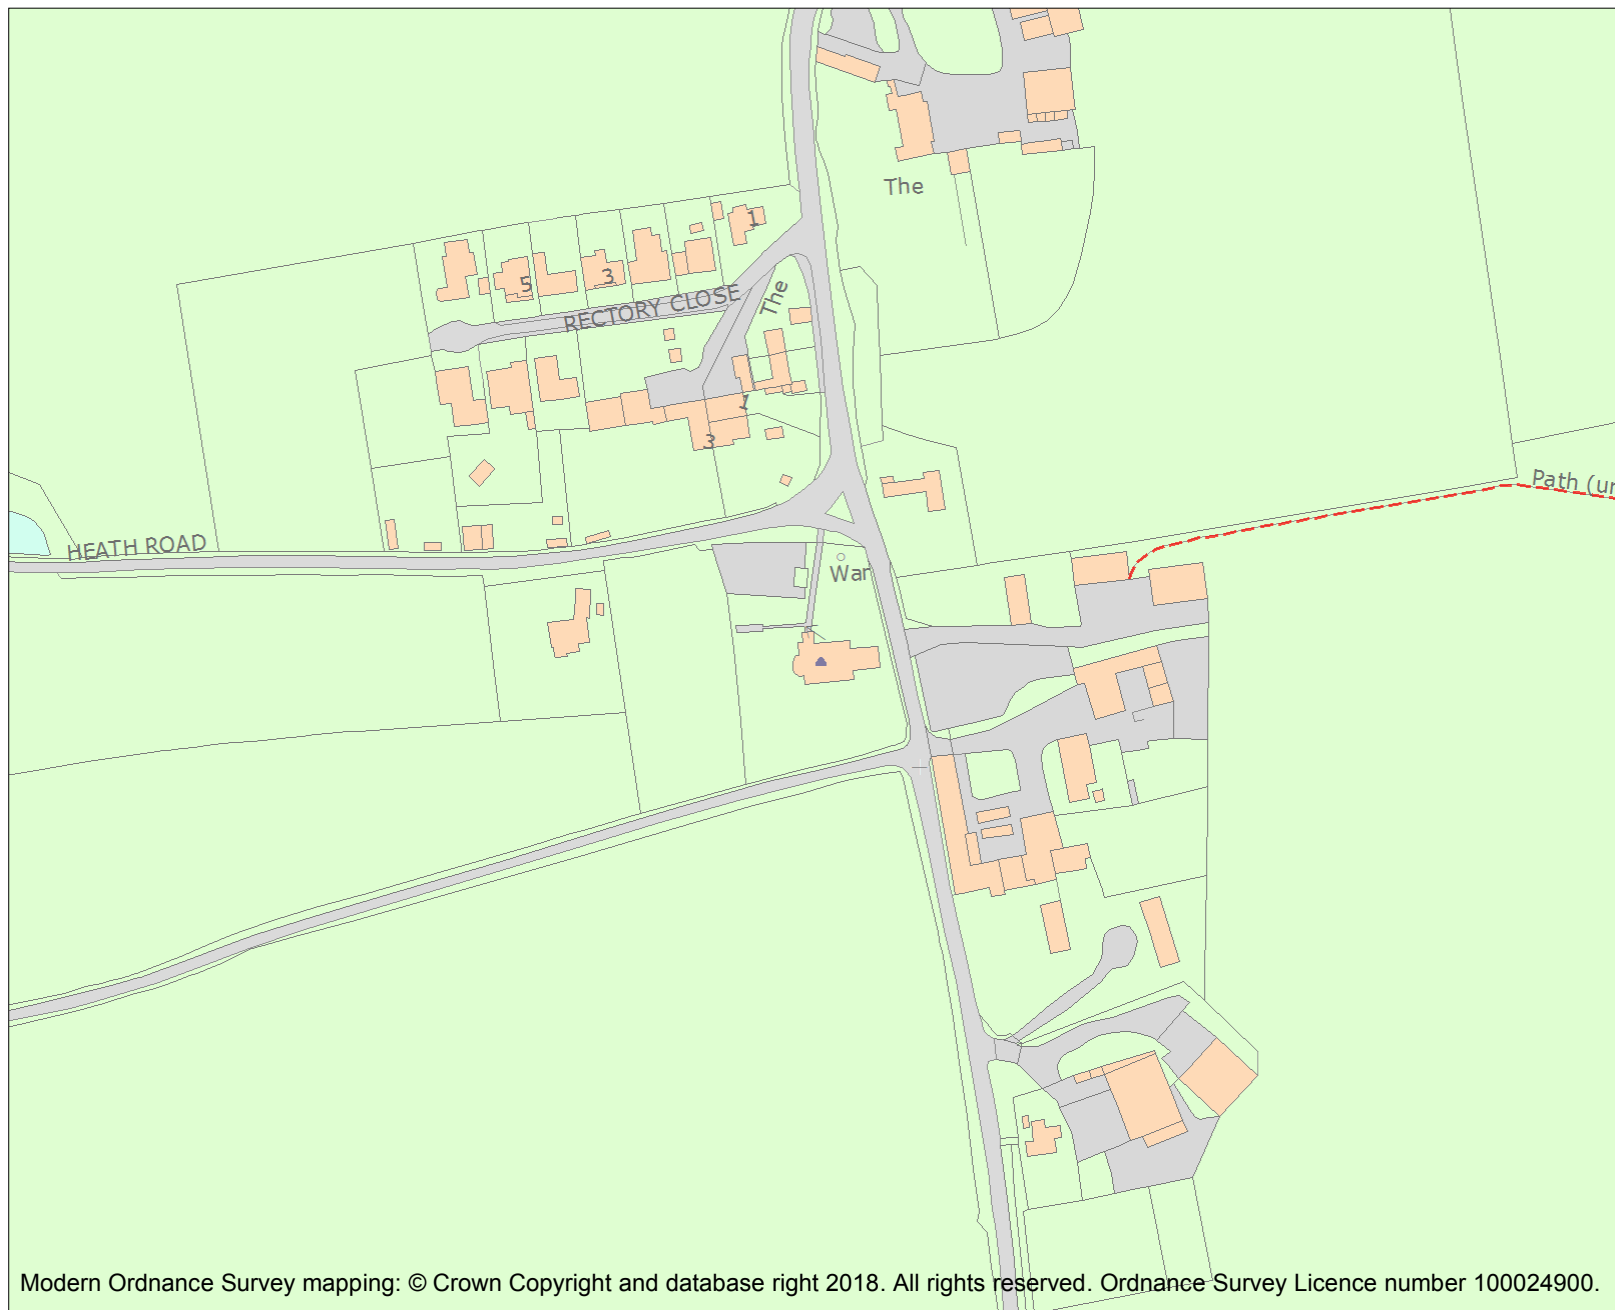 The
1
5
3
RECTORY CLOSE
The
1
3
Path (ur
HEATH ROAD
War
Modern Ordnance Survey mapping: © Crown Copyright and database right 2018. All rights reserved. Ordnance Survey Licence number 100024900.